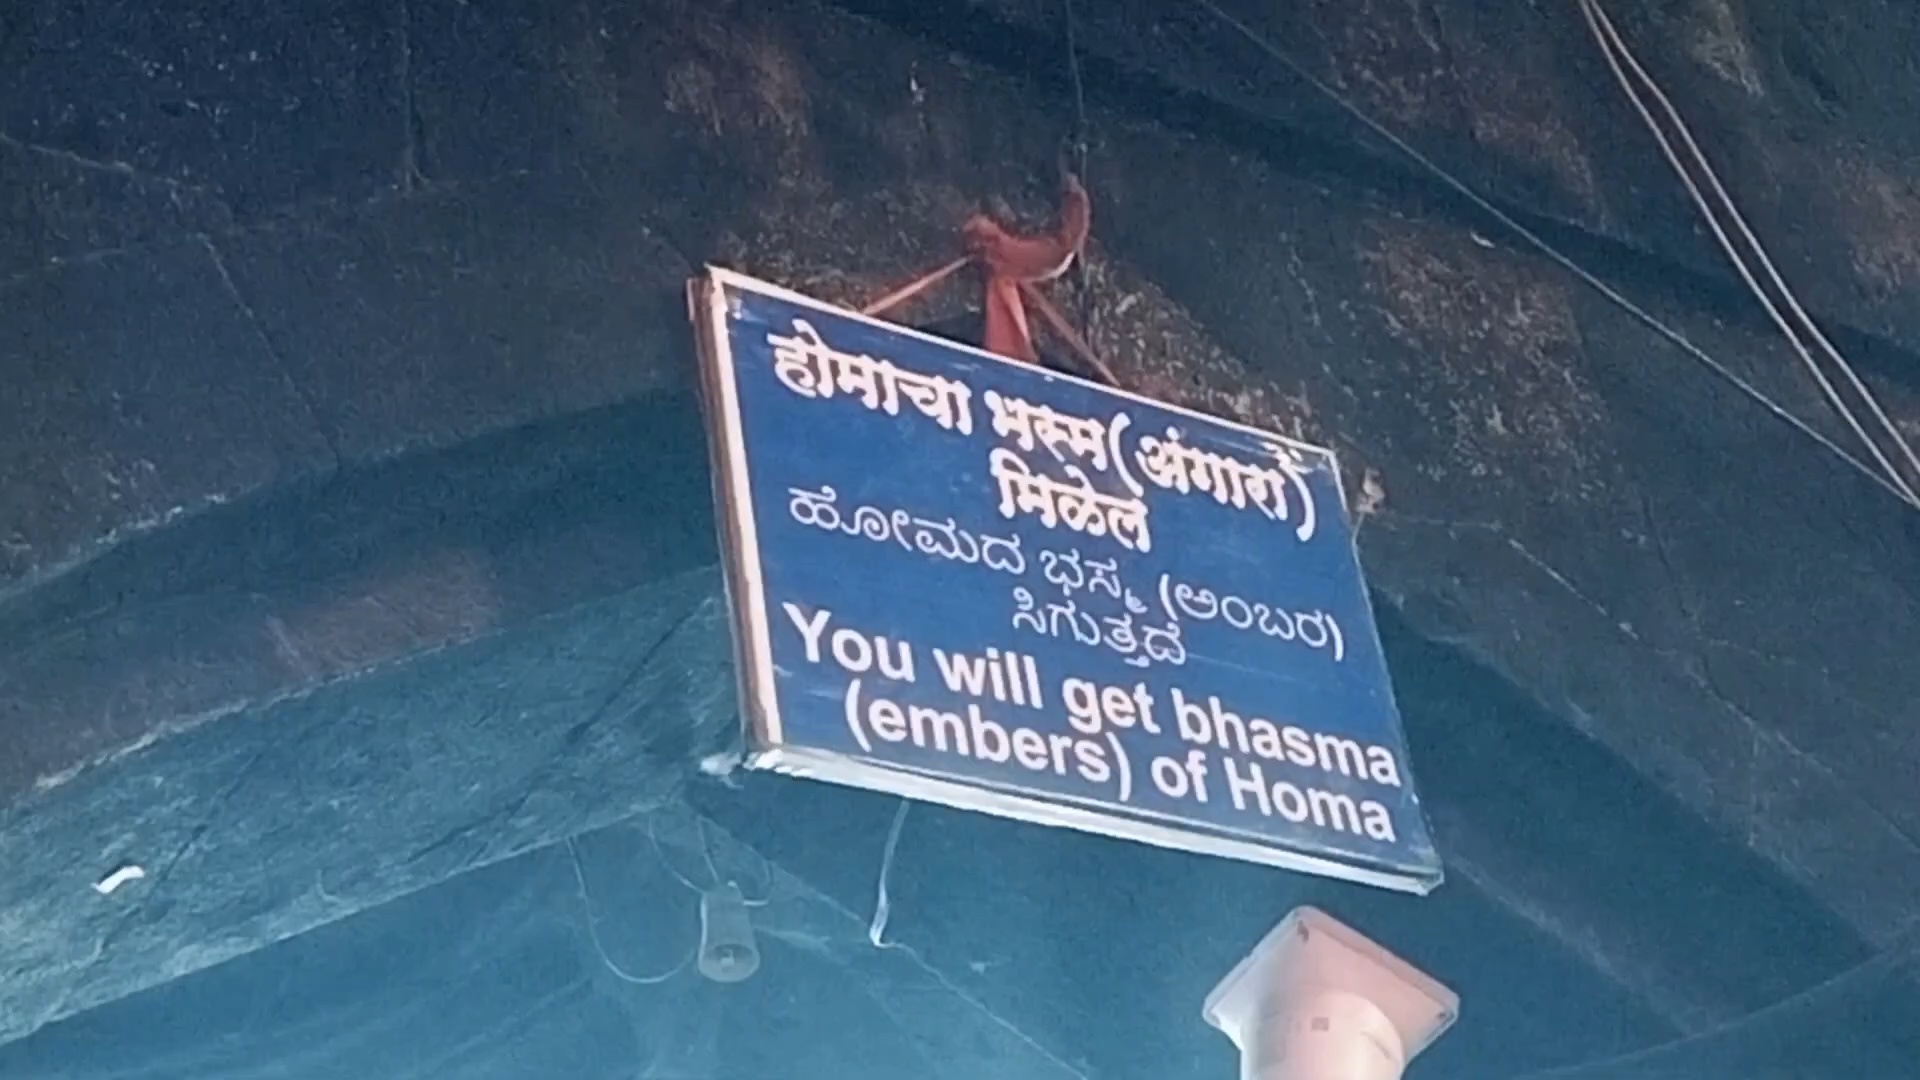 होमाचा भस्म (अंगारा)
मिळेल
ಹೋಮದ ಭಸ್ಮ (ಅಂಬರ)
ಸಿಗುತ್ತದೆ
You will get bhasma
(embers) of Homa